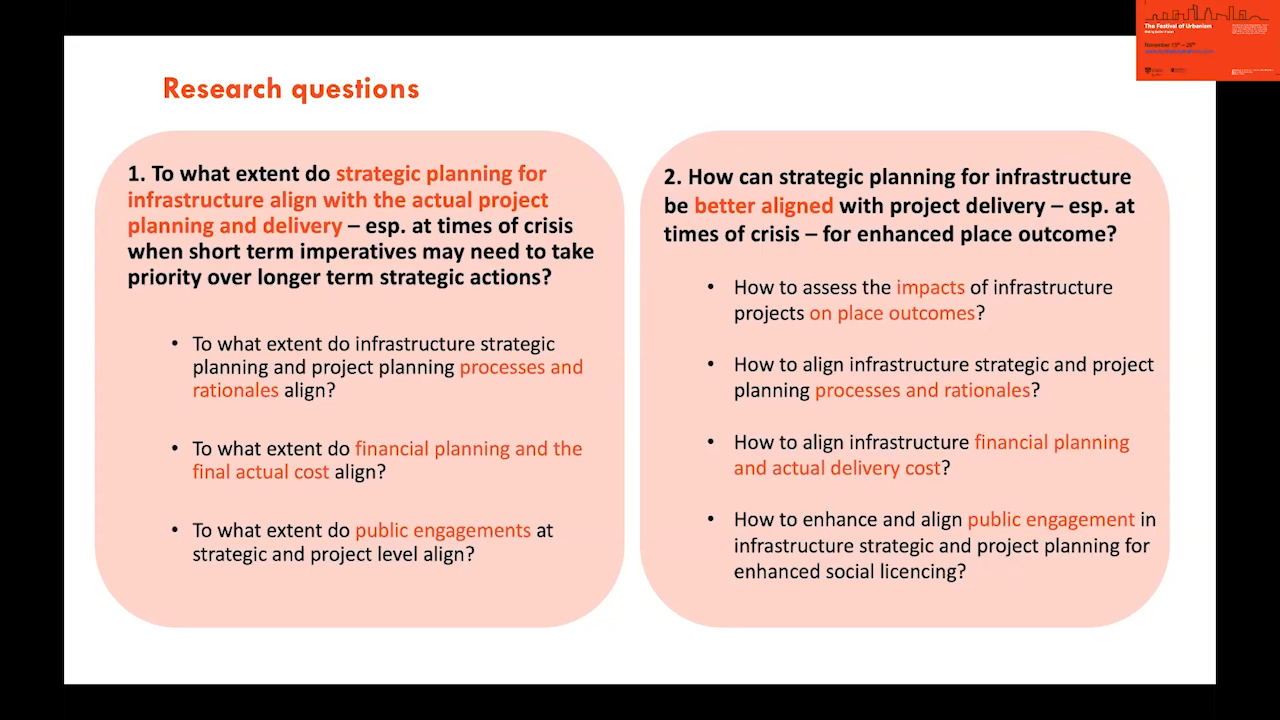 The Festival of Urbanism
November 15th – 26th
Research questions
1. To what extent do strategic planning for
infrastructure align with the actual project
planning and delivery – esp. at times of crisis
when short term imperatives may need to take
priority over longer term strategic actions?
• To what extent do infrastructure strategic
planning and project planning processes and
rationales align?
• To what extent do financial planning and the
final actual cost align?
• To what extent do public engagements at
strategic and project level align?
2. How can strategic planning for infrastructure
be better aligned with project delivery – esp. at
times of crisis – for enhanced place outcome?
• How to assess the impacts of infrastructure
projects on place outcomes?
• How to align infrastructure strategic and project
planning processes and rationales?
• How to align infrastructure financial planning
and actual delivery cost?
• How to enhance and align public engagement in
infrastructure strategic and project planning for
enhanced social licencing?